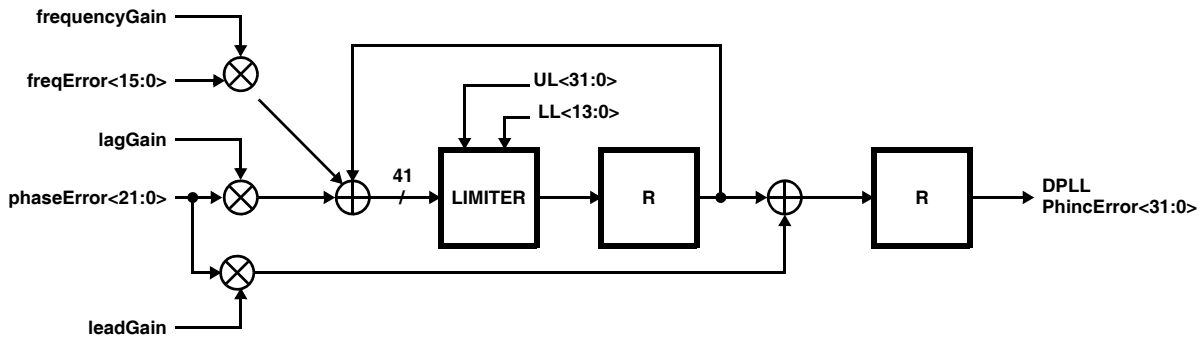 frequencyGain
freqError<15:0>
UL<31:0>
LL<13:0>
lagGain
41
phaseError<21:0>
LIMITER
R
R
DPLL
PhincError<31:0>
leadGain